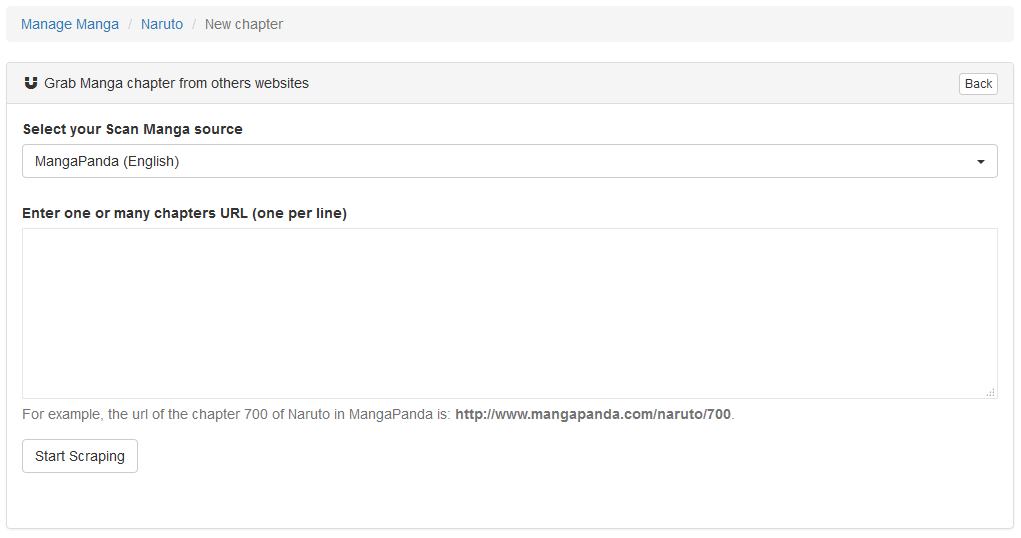 Manage Manga / Naruto / New chapter
Grab Manga chapter from others websites Back
Select your Scan Manga source
MangaPanda (English)
Enter one or many chapters URL (one per line)
For example, the url of the chapter 700 of Naruto in MangaPanda is: http://www.mangapanda.com/naruto/700.
Start Scraping